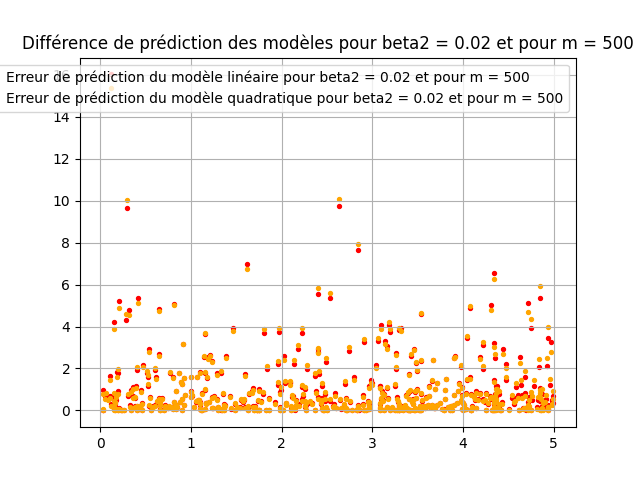 Différence de prédiction des modèles pour beta2 = 0.02 et pour m = 500
Erreur de prédiction du modèle linéaire pour beta2 = 0.02 et pour m = 500
Erreur de prédiction du modèle quadratique pour beta2 = 0.02 et pour m = 500
16
14
12
10
8
6
4
2
0
0 1 2 3 4 5